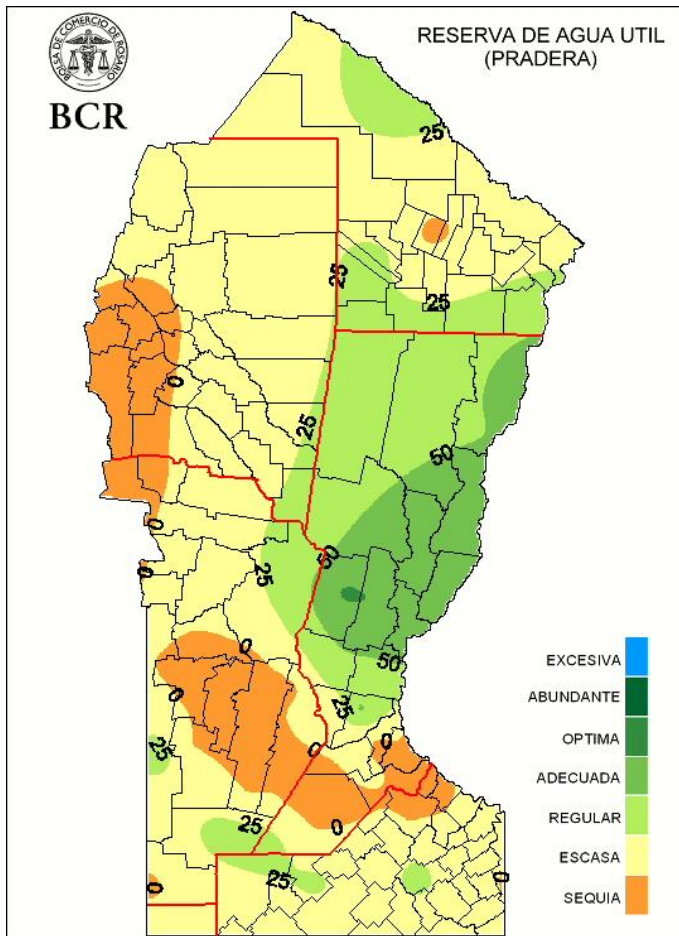 BOLSA DE COMERCIO DE ROSARIO
BCR
RESERVA DE AGUA UTIL
(PRADERA)
25
25
25
0
25
50
0
50
25
0
0
50
0
25
25
0
0
25
0
25
0
0
EXCESIVA
ABUNDANTE
OPTIMA
ADECUADA
REGULAR
ESCASA
SEQUIA